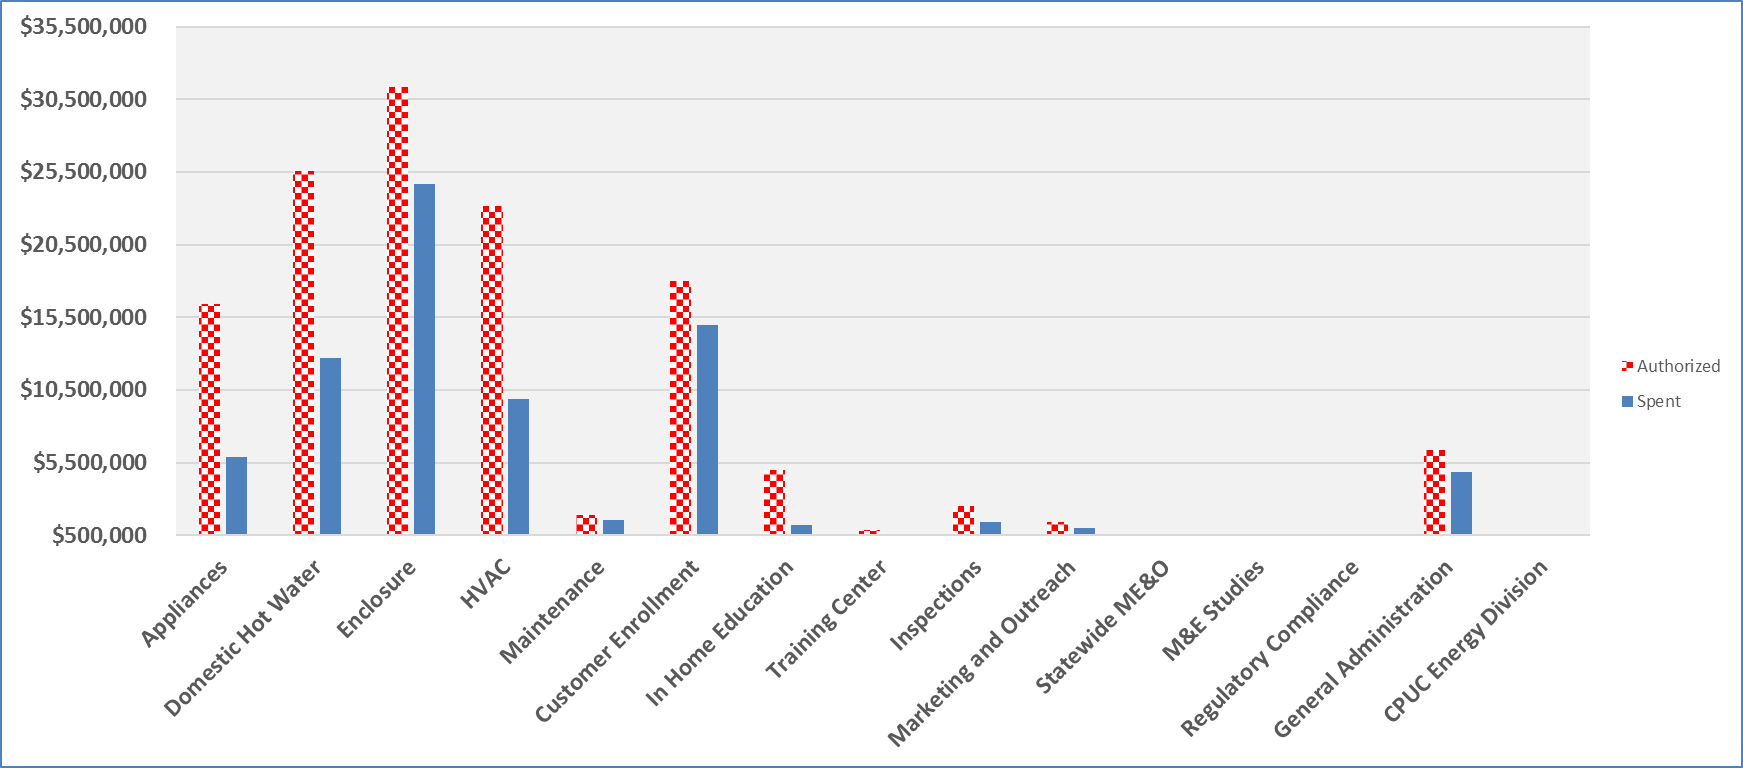 $35,500,000
$30,500,000
$25,500,000
$20,500,000
$15,500,000
$10,500,000
$5,500,000
$500,000
Appliances
Domestic Hot Water
Enclosure
HVAC
Maintenance
Customer Enrollment
In Home Education
Training Center
Inspections
Marketing and Outreach
Statewide ME&O
M&E Studies
Regulatory Compliance
General Administration
CPUC Energy Division
Authorized
Spent